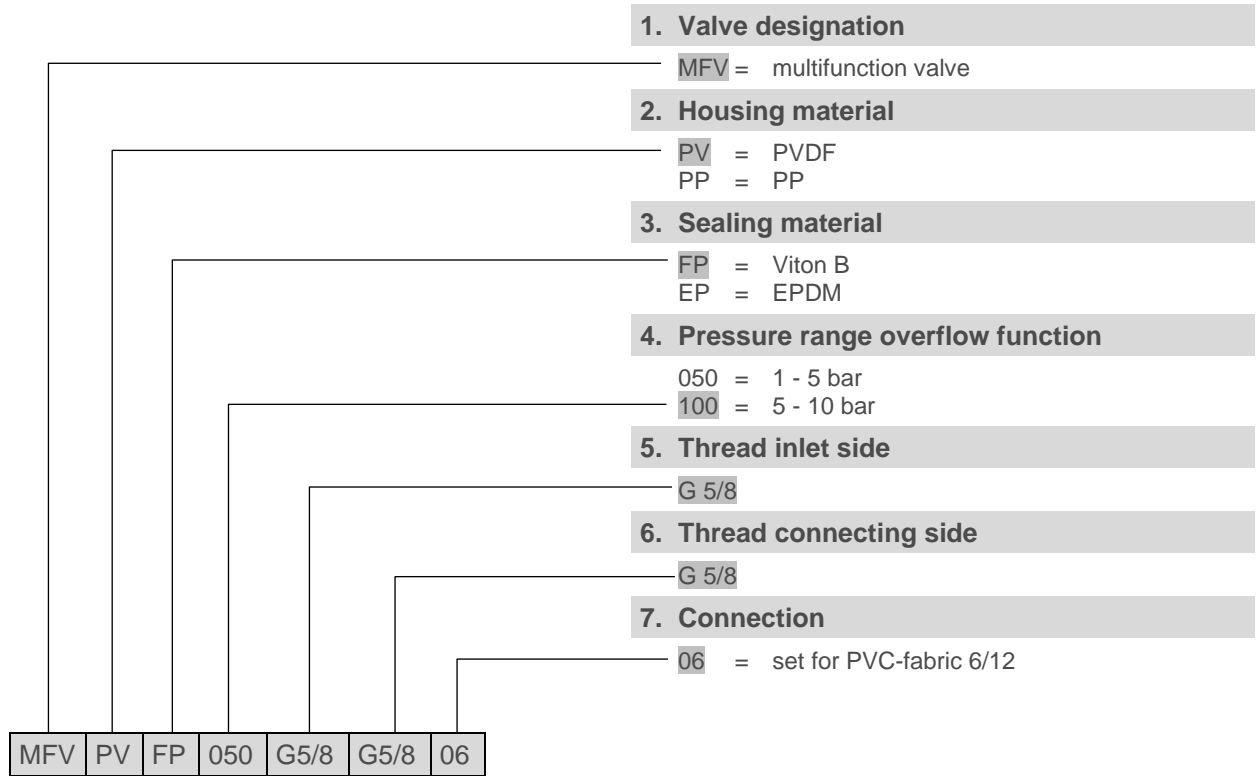 1. Valve designation
MFV = multifunction valve
2. Housing material
PV = PVDF
PP = PP
3. Sealing material
FP = Viton B
EP = EPDM
4. Pressure range overflow function
050 = 1 - 5 bar
100 = 5 - 10 bar
5. Thread inlet side
G 5/8
6. Thread connecting side
G 5/8
7. Connection
06 = set for PVC-fabric 6/12
MFV PV FP 050 G5/8 G5/8 06